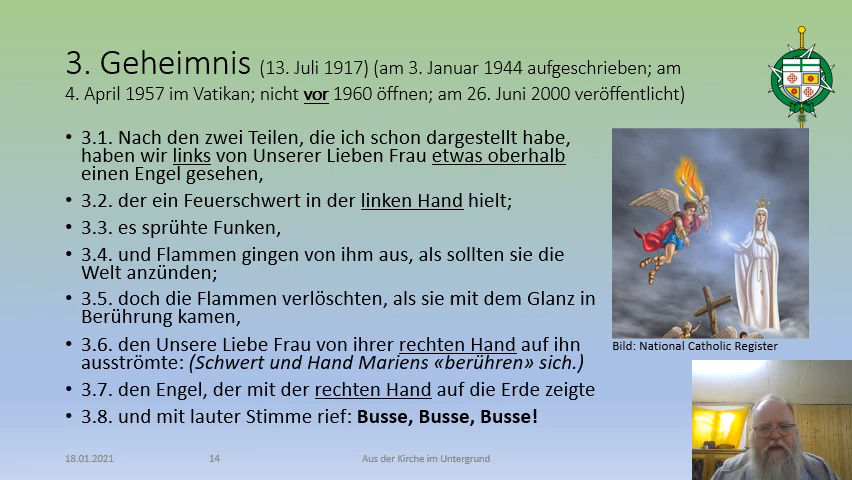 3. Geheimnis (13. Juli 1917) (am 3. Januar 1944 aufgeschrieben; am
4. April 1957 im Vatikan; nicht vor 1960 öffnen; am 26. Juni 2000 veröffentlicht)
• 3.1. Nach den zwei Teilen, die ich schon dargestellt habe,
haben wir links von Unserer Lieben Frau etwas oberhalb
einen Engel gesehen,
• 3.2. der ein Feuerschwert in der linken Hand hielt;
• 3.3. es sprühte Funken,
• 3.4. und Flammen gingen von ihm aus, als sollten sie die
Welt anzünden;
• 3.5. doch die Flammen verlöschten, als sie mit dem Glanz in
Berührung kamen,
• 3.6. den Unsere Liebe Frau von ihrer rechten Hand auf ihn
ausströmte: (Schwert und Hand Mariens «berühren» sich.)
• 3.7. den Engel, der mit der rechten Hand auf die Erde zeigte
• 3.8. und mit lauter Stimme rief: Busse, Busse, Busse!
Bild: National Catholic Register
18.01.2021
14
Aus der Kirche im Untergrund